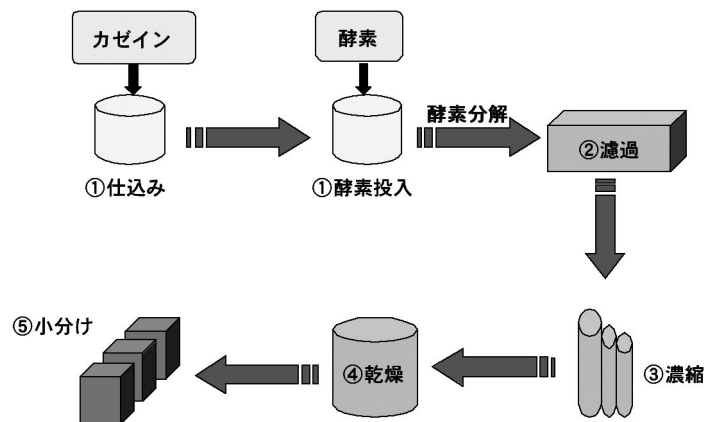 カゼイン
酵素
①仕込み
①酵素投入
酵素分解
②濾過
③濃縮
④乾燥
⑤小分け